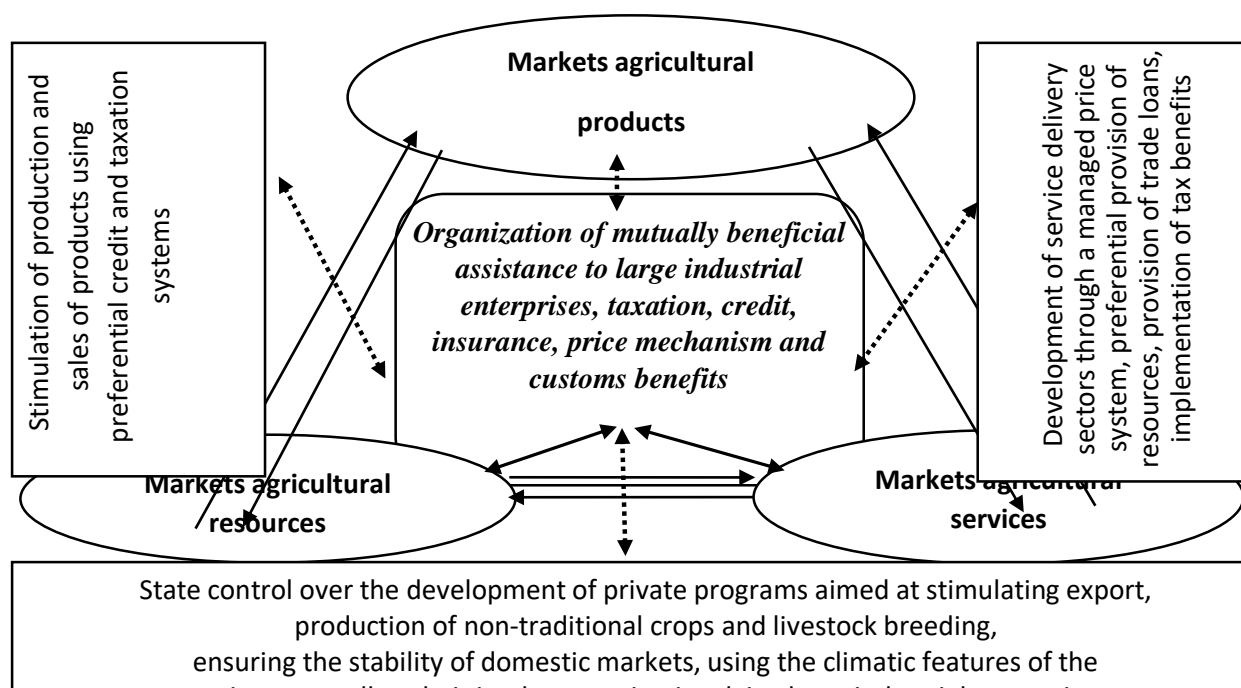 Markets agricultural
products
Stimulation of production and
sales of products using
preferential credit and taxation
systems
Organization of mutually beneficial
assistance to large industrial
enterprises, taxation, credit,
insurance, price mechanism and
customs benefits
Development of service delivery
sectors through a managed price
system, preferential provision of
resources, provision of trade loans,
implementation of tax benefits
Markets agricultural
resources
Markets agricultural
services
State control over the development of private programs aimed at stimulating export,
production of non-traditional crops and livestock breeding,
ensuring the stability of domestic markets, using the climatic features of the